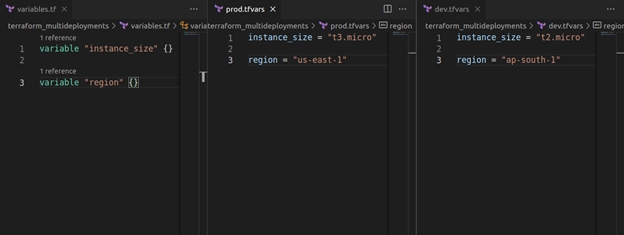 variables.tf
terraform_multideployments > variables.tf > varia
1 reference
1 variable "instance_size" {}
2
1 reference
3 variable "region" {}
prod.tfvars
terraform_multideployments > prod.tfvars > region
1 instance_size = "t3.micro"
2
3 region = "us-east-1"
dev.tfvars
terraform_multideployments > dev.tfvars > region
1 instance_size = "t2.micro"
2
3 region = "ap-south-1"